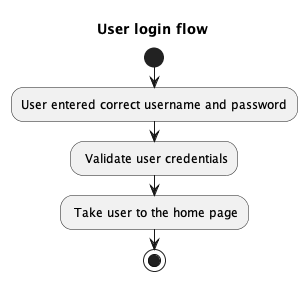 User login flow
User entered correct username and password
Validate user credentials
Take user to the home page